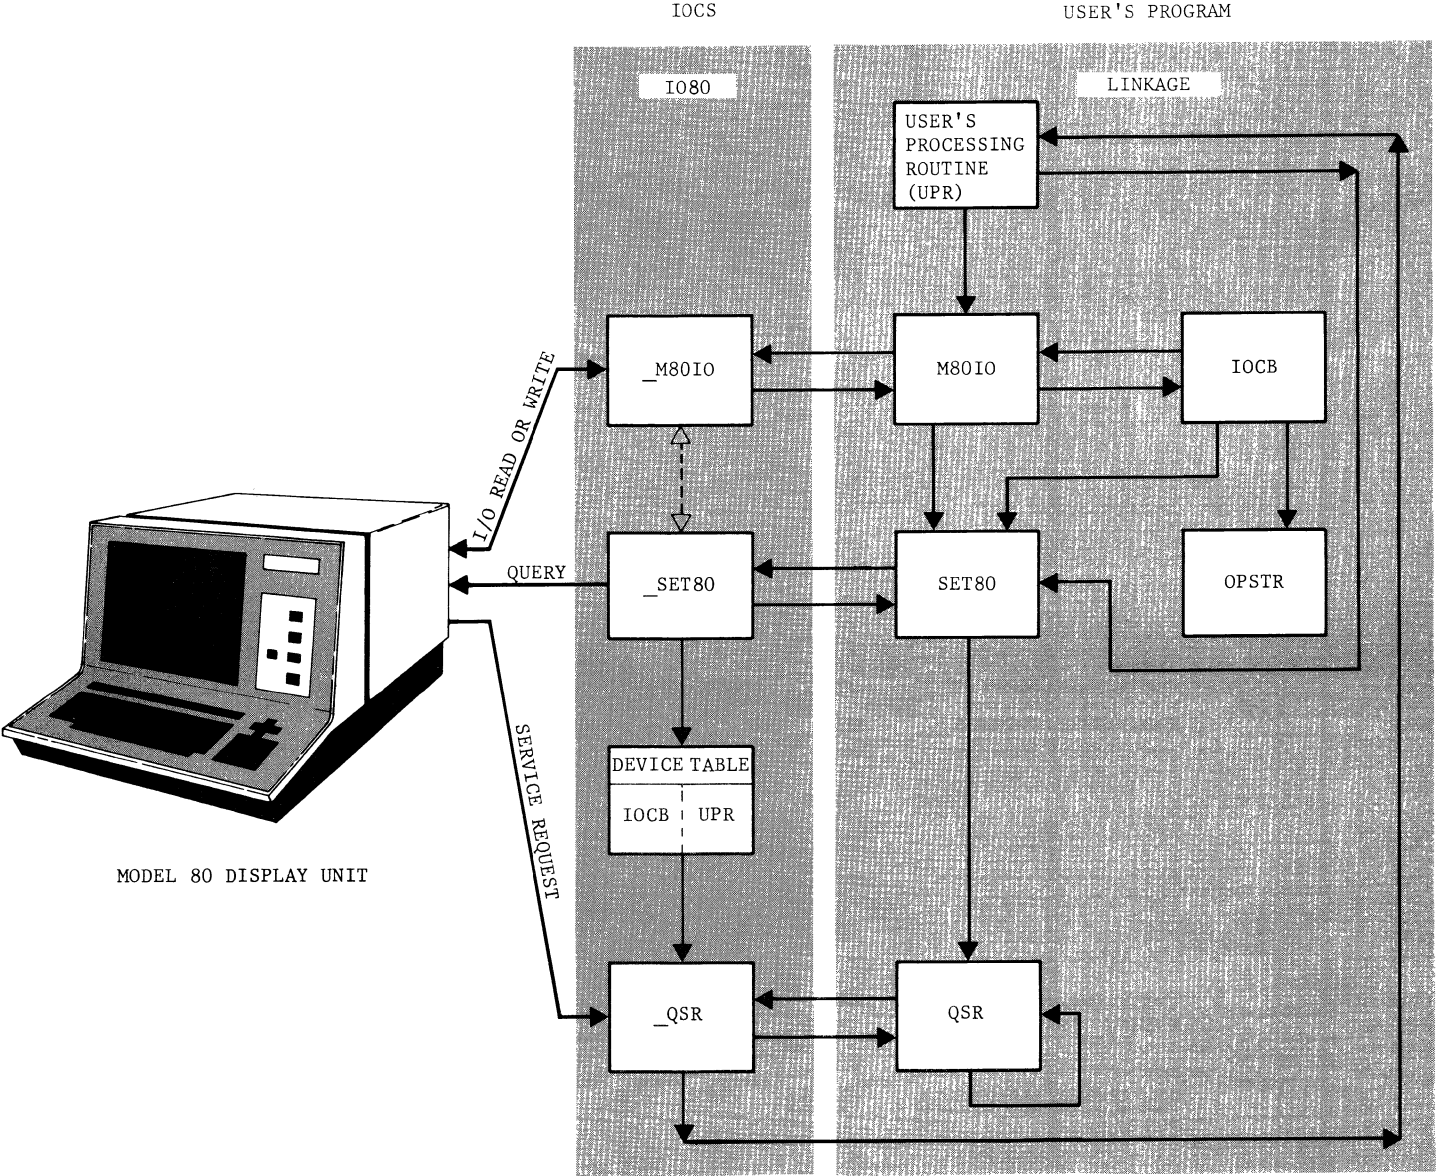 IOCS
USER'S PROGRAM
IO80
LINKAGE
USER'S
PROCESSING
ROUTINE
(UPR)
_M80IO
M80IO
IOCB
I/O READ OR WRITE
QUERY
_SET80
SET80
OPSTR
SERVICE REQUEST
DEVICE TABLE
IOCB
UPR
MODEL 80 DISPLAY UNIT
_QSR
QSR